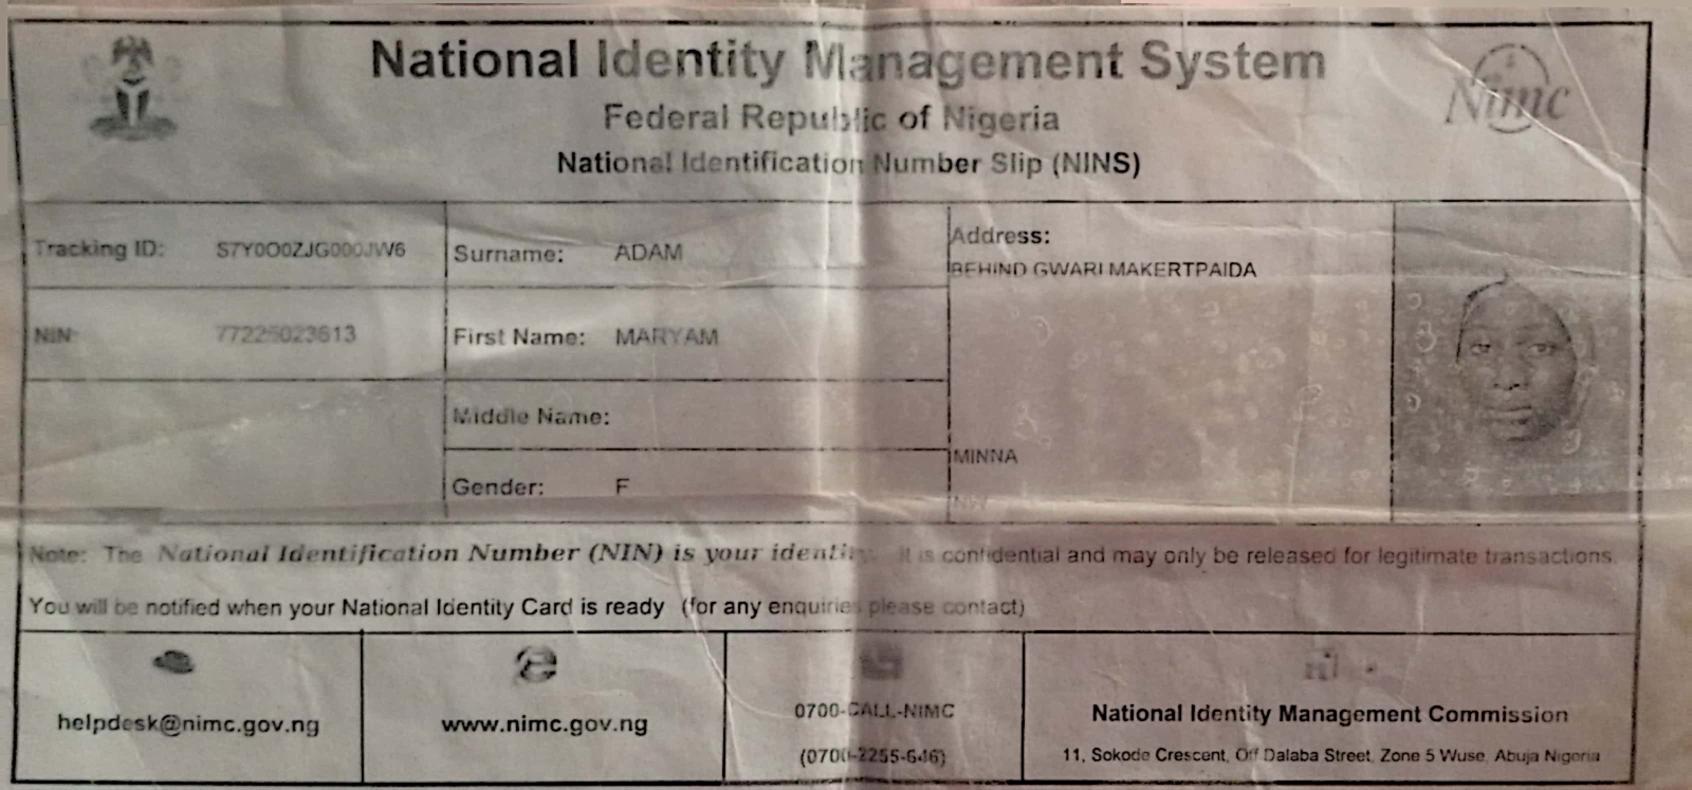 National Identity Management System
Federal Republic of Nigeria
National Identification Number Slip (NINS)
Nimc
Tracking ID: S7Y0O0ZJG000JW6
Surname: ADAM
Address:
BEHIND GWARI MAKERTPAIDA
NIN: 77225023613
First Name: MARYAM
Middle Name:
MINNA
Gender: F
Note: The National Identification Number (NIN) is your identity. It is confidential and may only be released for legitimate transactions.
You will be notified when your National Identity Card is ready (for any enquiries please contact)
helpdesk@nimc.gov.ng
www.nimc.gov.ng
0700-CALL-NIMC
(0700-2255-646)
National Identity Management Commission
11, Sokode Crescent, Off Dalaba Street, Zone 5 Wuse, Abuja Nigeria